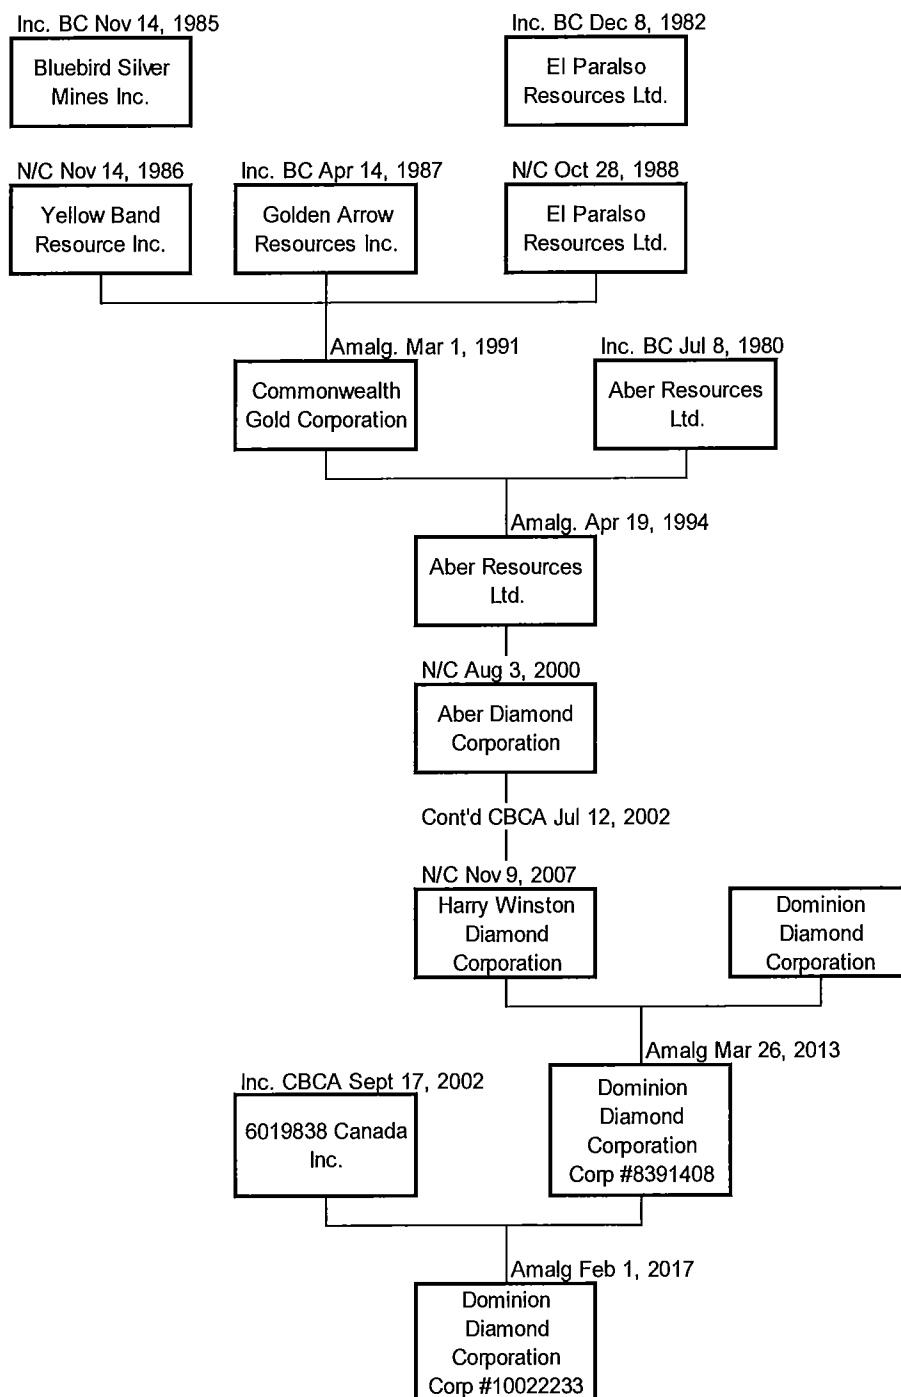 Inc. BC Nov 14, 1985
Bluebird Silver
Mines Inc.
Inc. BC Dec 8, 1982
El Paralso
Resources Ltd.
N/C Nov 14, 1986
Yellow Band
Resource Inc.
Inc. BC Apr 14, 1987
Golden Arrow
Resources Inc.
N/C Oct 28, 1988
El Paralso
Resources Ltd.
Amalg. Mar 1, 1991
Commonwealth
Gold Corporation
Inc. BC Jul 8, 1980
Aber Resources
Ltd.
Amalg. Apr 19, 1994
Aber Resources
Ltd.
N/C Aug 3, 2000
Aber Diamond
Corporation
Cont'd CBCA Jul 12, 2002
N/C Nov 9, 2007
Harry Winston
Diamond
Corporation
Dominion
Diamond
Corporation
Amalg Mar 26, 2013
Dominion
Diamond
Corporation
Corp #8391408
Inc. CBCA Sept 17, 2002
6019838 Canada
Inc.
Amalg Feb 1, 2017
Dominion
Diamond
Corporation
Corp #10022233